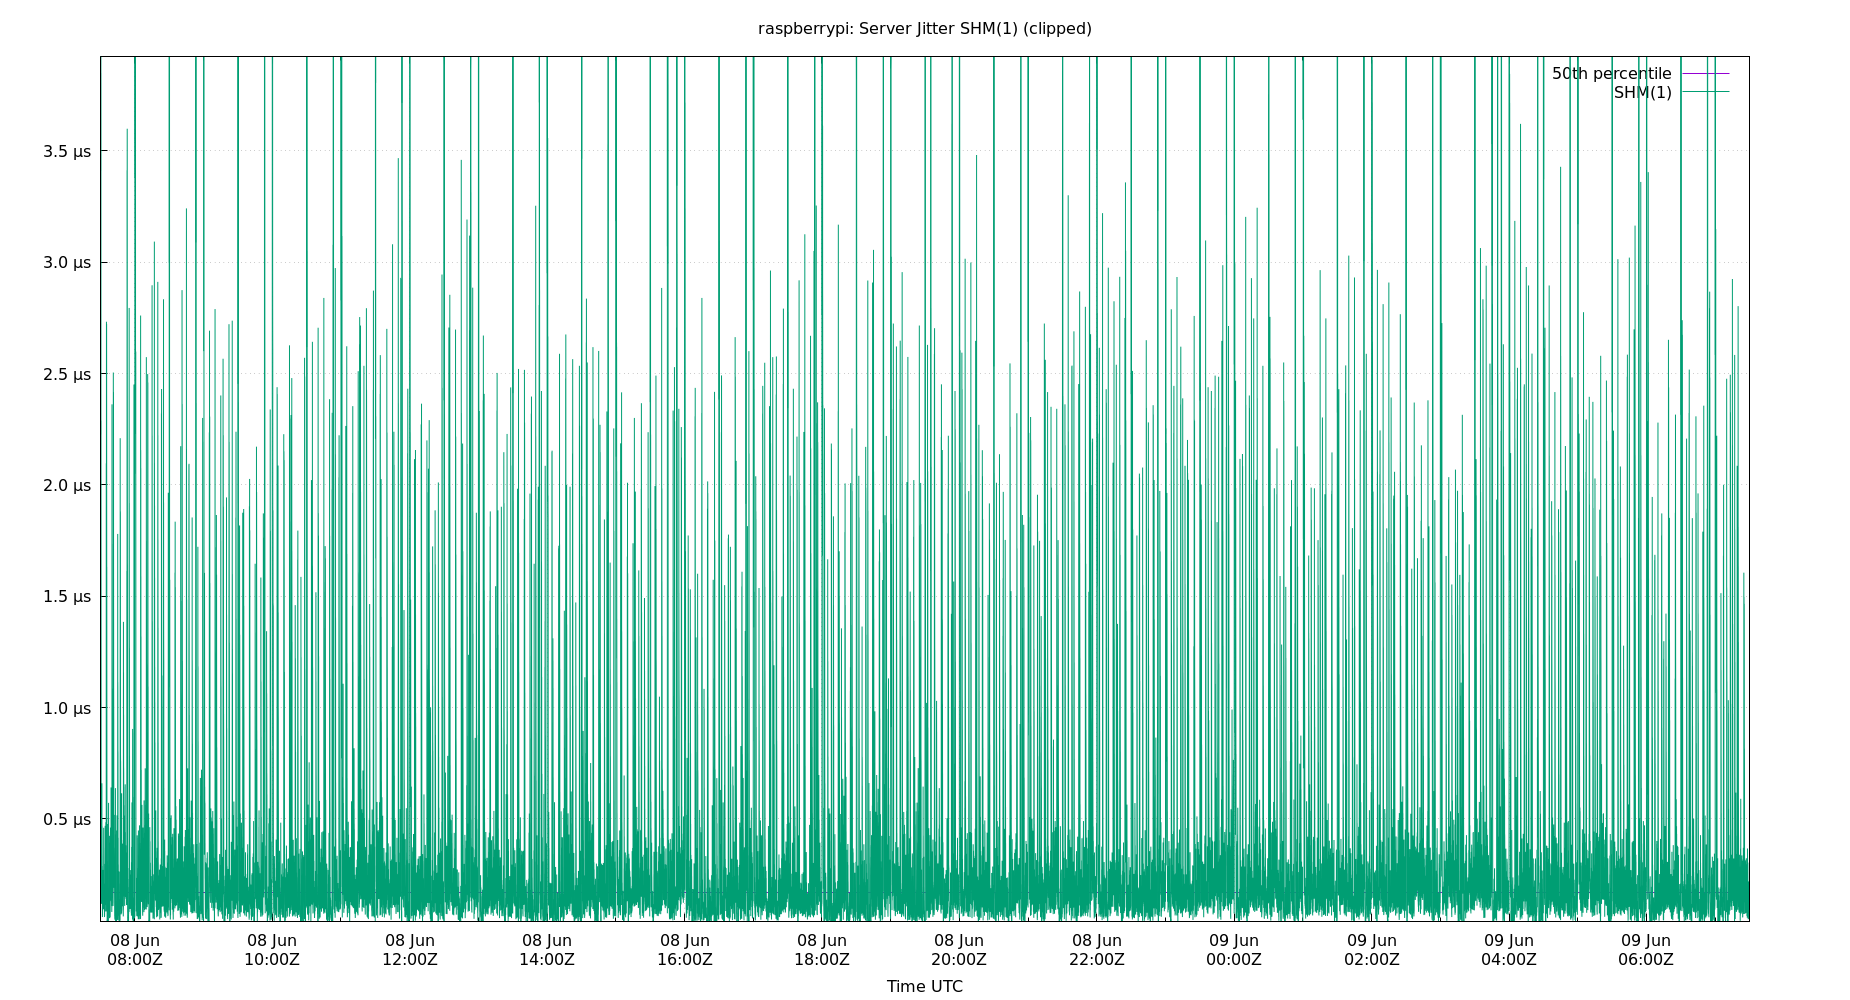 raspberrypi: Server Jitter SHM(1) (clipped)
50th percentile
SHM(1)
3.5 µs
3.0 µs
2.5 µs
2.0 µs
1.5 µs
1.0 µs
0.5 µs
08 Jun 08 Jun 08 Jun 08 Jun 08 Jun 08 Jun 08 Jun 08 Jun 09 Jun 09 Jun 09 Jun 09 Jun
08:00Z 10:00Z 12:00Z 14:00Z 16:00Z 18:00Z 20:00Z 22:00Z 00:00Z 02:00Z 04:00Z 06:00Z
Time UTC